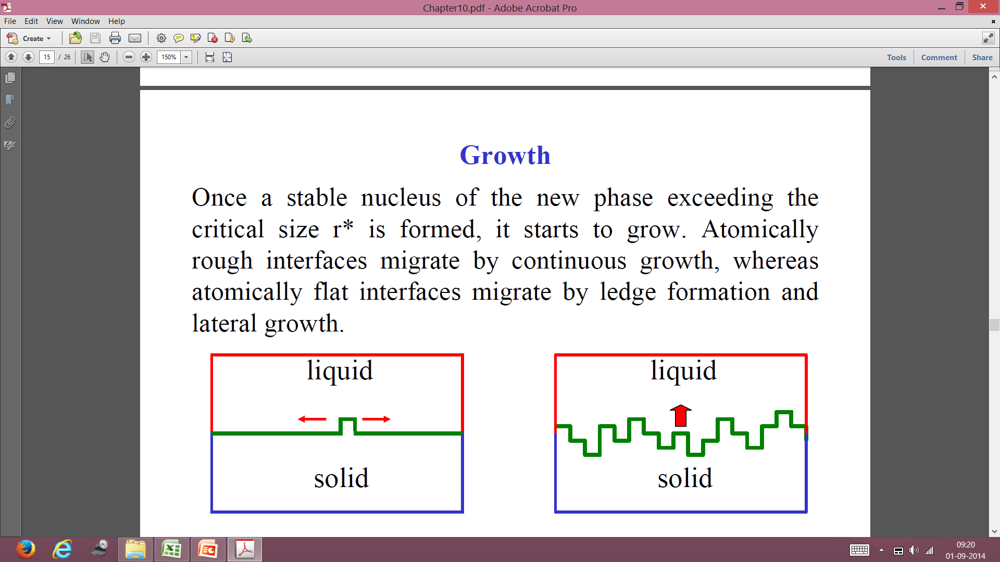 Chapter10.pdf - Adobe Acrobat Pro
File Edit View Window Help
Create
15 / 26 150% Tools Comment Share
Growth
Once a stable nucleus of the new phase exceeding the
critical size r* is formed, it starts to grow. Atomically
rough interfaces migrate by continuous growth, whereas
atomically flat interfaces migrate by ledge formation and
lateral growth.
liquid liquid
solid solid
09:20
01-09-2014